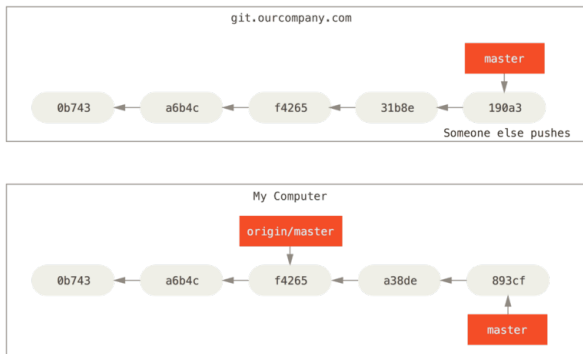 git.ourcompany.com
master
0b743 a6b4c f4265 31b8e 190a3
Someone else pushes
My Computer
origin/master
0b743 a6b4c f4265 a38de 893cf
master